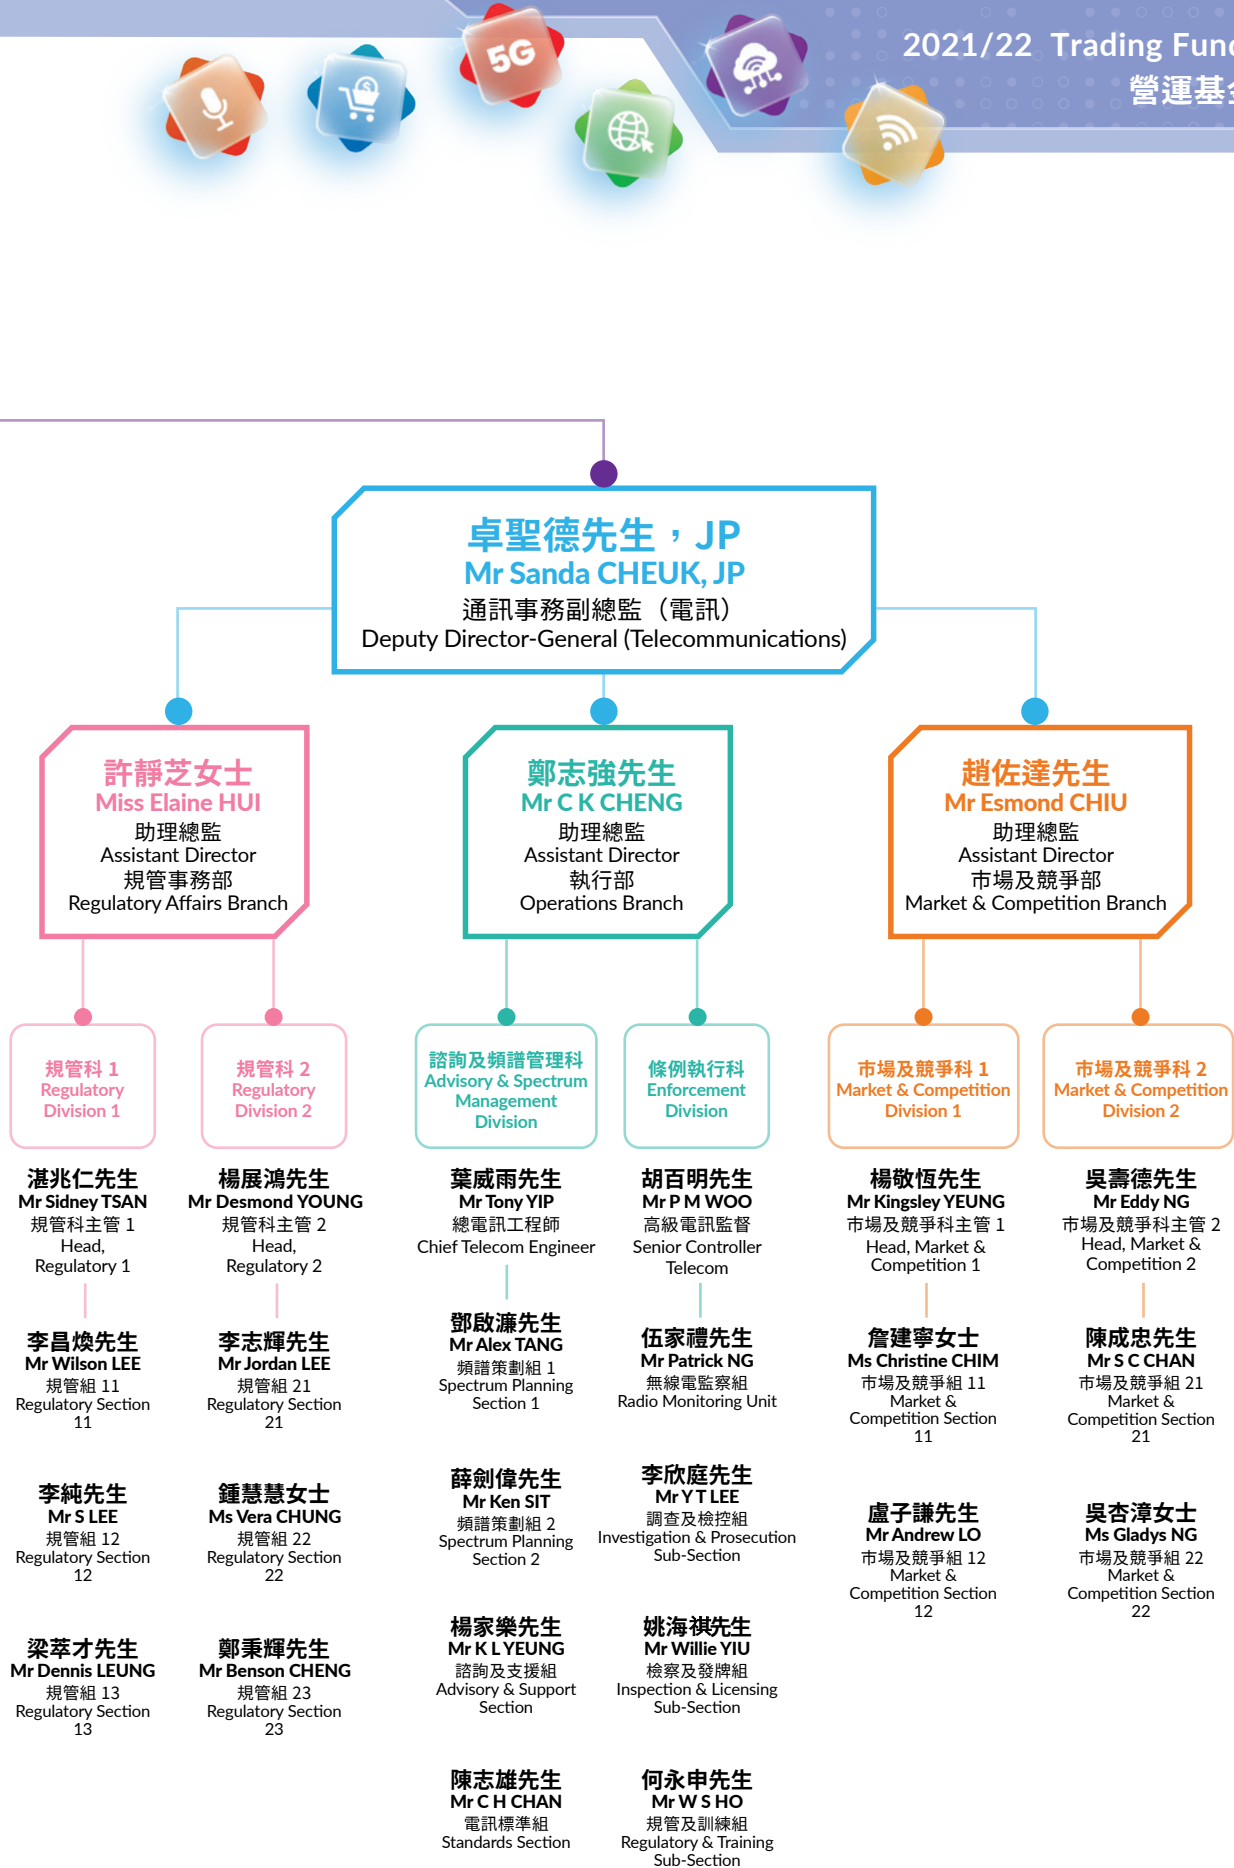 2021/22 Trading Fund
營運基金
5G
卓聖德先生，JP
Mr Sanda CHEUK, JP
通訊事務副總監（電訊）
Deputy Director-General (Telecommunications)
許靜芝女士
Miss Elaine HUI
助理總監
Assistant Director
規管事務部
Regulatory Affairs Branch
鄭志強先生
Mr C K CHENG
助理總監
Assistant Director
執行部
Operations Branch
趙佐達先生
Mr Esmond CHIU
助理總監
Assistant Director
市場及競爭部
Market & Competition Branch
規管科 1
Regulatory
Division 1
湛兆仁先生
Mr Sidney TSAN
規管科主管 1
Head,
Regulatory 1
李昌煥先生
Mr Wilson LEE
規管組 11
Regulatory Section
11
李純先生
Mr S LEE
規管組 12
Regulatory Section
12
梁萃才先生
Mr Dennis LEUNG
規管組 13
Regulatory Section
13
規管科 2
Regulatory
Division 2
楊展鴻先生
Mr Desmond YOUNG
規管科主管 2
Head,
Regulatory 2
李志輝先生
Mr Jordan LEE
規管組 21
Regulatory Section
21
鍾慧慧女士
Ms Vera CHUNG
規管組 22
Regulatory Section
22
鄭秉輝先生
Mr Benson CHENG
規管組 23
Regulatory Section
23
諮詢及頻譜管理科
Advisory & Spectrum
Management
Division
葉威雨先生
Mr Tony YIP
總電訊工程師
Chief Telecom Engineer
鄧啟濂先生
Mr Alex TANG
頻譜策劃組 1
Spectrum Planning
Section 1
薛劍偉先生
Mr Ken SIT
頻譜策劃組 2
Spectrum Planning
Section 2
楊家樂先生
Mr K L YEUNG
諮詢及支援組
Advisory & Support
Section
陳志雄先生
Mr C H CHAN
電訊標準組
Standards Section
條例執行科
Enforcement
Division
胡百明先生
Mr P M WOO
高級電訊監督
Senior Controller
Telecom
伍家禮先生
Mr Patrick NG
無線電監察組
Radio Monitoring Unit
李欣庭先生
Mr Y T LEE
調查及檢控組
Investigation & Prosecution
Sub-Section
姚海祺先生
Mr Willie YIU
檢察及發牌組
Inspection & Licensing
Sub-Section
何永申先生
Mr W S HO
規管及訓練組
Regulatory & Training
Sub-Section
市場及競爭科 1
Market & Competition
Division 1
楊敬恆先生
Mr Kingsley YEUNG
市場及競爭科主管 1
Head, Market &
Competition 1
詹建寧女士
Ms Christine CHIM
市場及競爭組 11
Market &
Competition Section
11
盧子謙先生
Mr Andrew LO
市場及競爭組 12
Market &
Competition Section
12
市場及競爭科 2
Market & Competition
Division 2
吳壽德先生
Mr Eddy NG
市場及競爭科主管 2
Head, Market &
Competition 2
陳成忠先生
Mr S C CHAN
市場及競爭組 21
Market &
Competition Section
21
吳杏漳女士
Ms Gladys NG
市場及競爭組 22
Market &
Competition Section
22